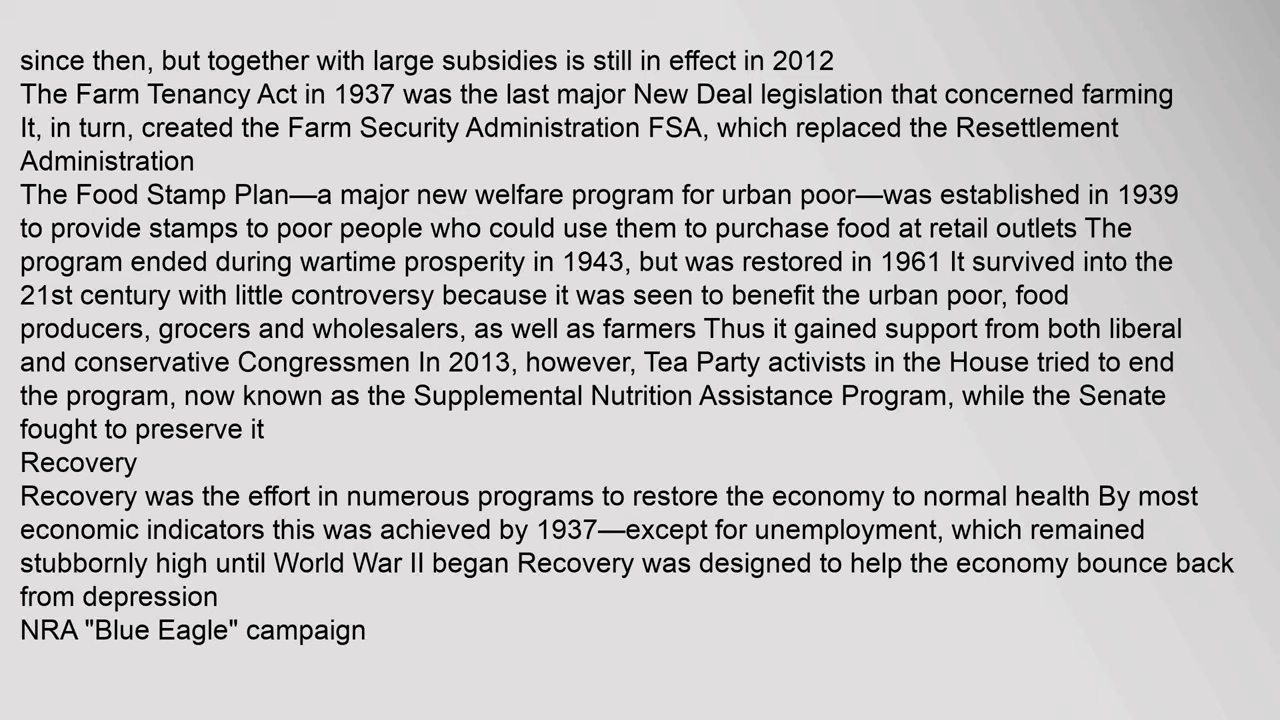 since then, but together with large subsidies is still in effect in 2012
The Farm Tenancy Act in 1937 was the last major New Deal legislation that concerned farming
It, in turn, created the Farm Security Administration FSA, which replaced the Resettlement
Administration
The Food Stamp Plan—a major new welfare program for urban poor—was established in 1939
to provide stamps to poor people who could use them to purchase food at retail outlets The
program ended during wartime prosperity in 1943, but was restored in 1961 It survived into the
21st century with little controversy because it was seen to benefit the urban poor, food
producers, grocers and wholesalers, as well as farmers Thus it gained support from both liberal
and conservative Congressmen In 2013, however, Tea Party activists in the House tried to end
the program, now known as the Supplemental Nutrition Assistance Program, while the Senate
fought to preserve it
Recovery
Recovery was the effort in numerous programs to restore the economy to normal health By most
economic indicators this was achieved by 1937—except for unemployment, which remained
stubbornly high until World War II began Recovery was designed to help the economy bounce back
from depression
NRA "Blue Eagle" campaign